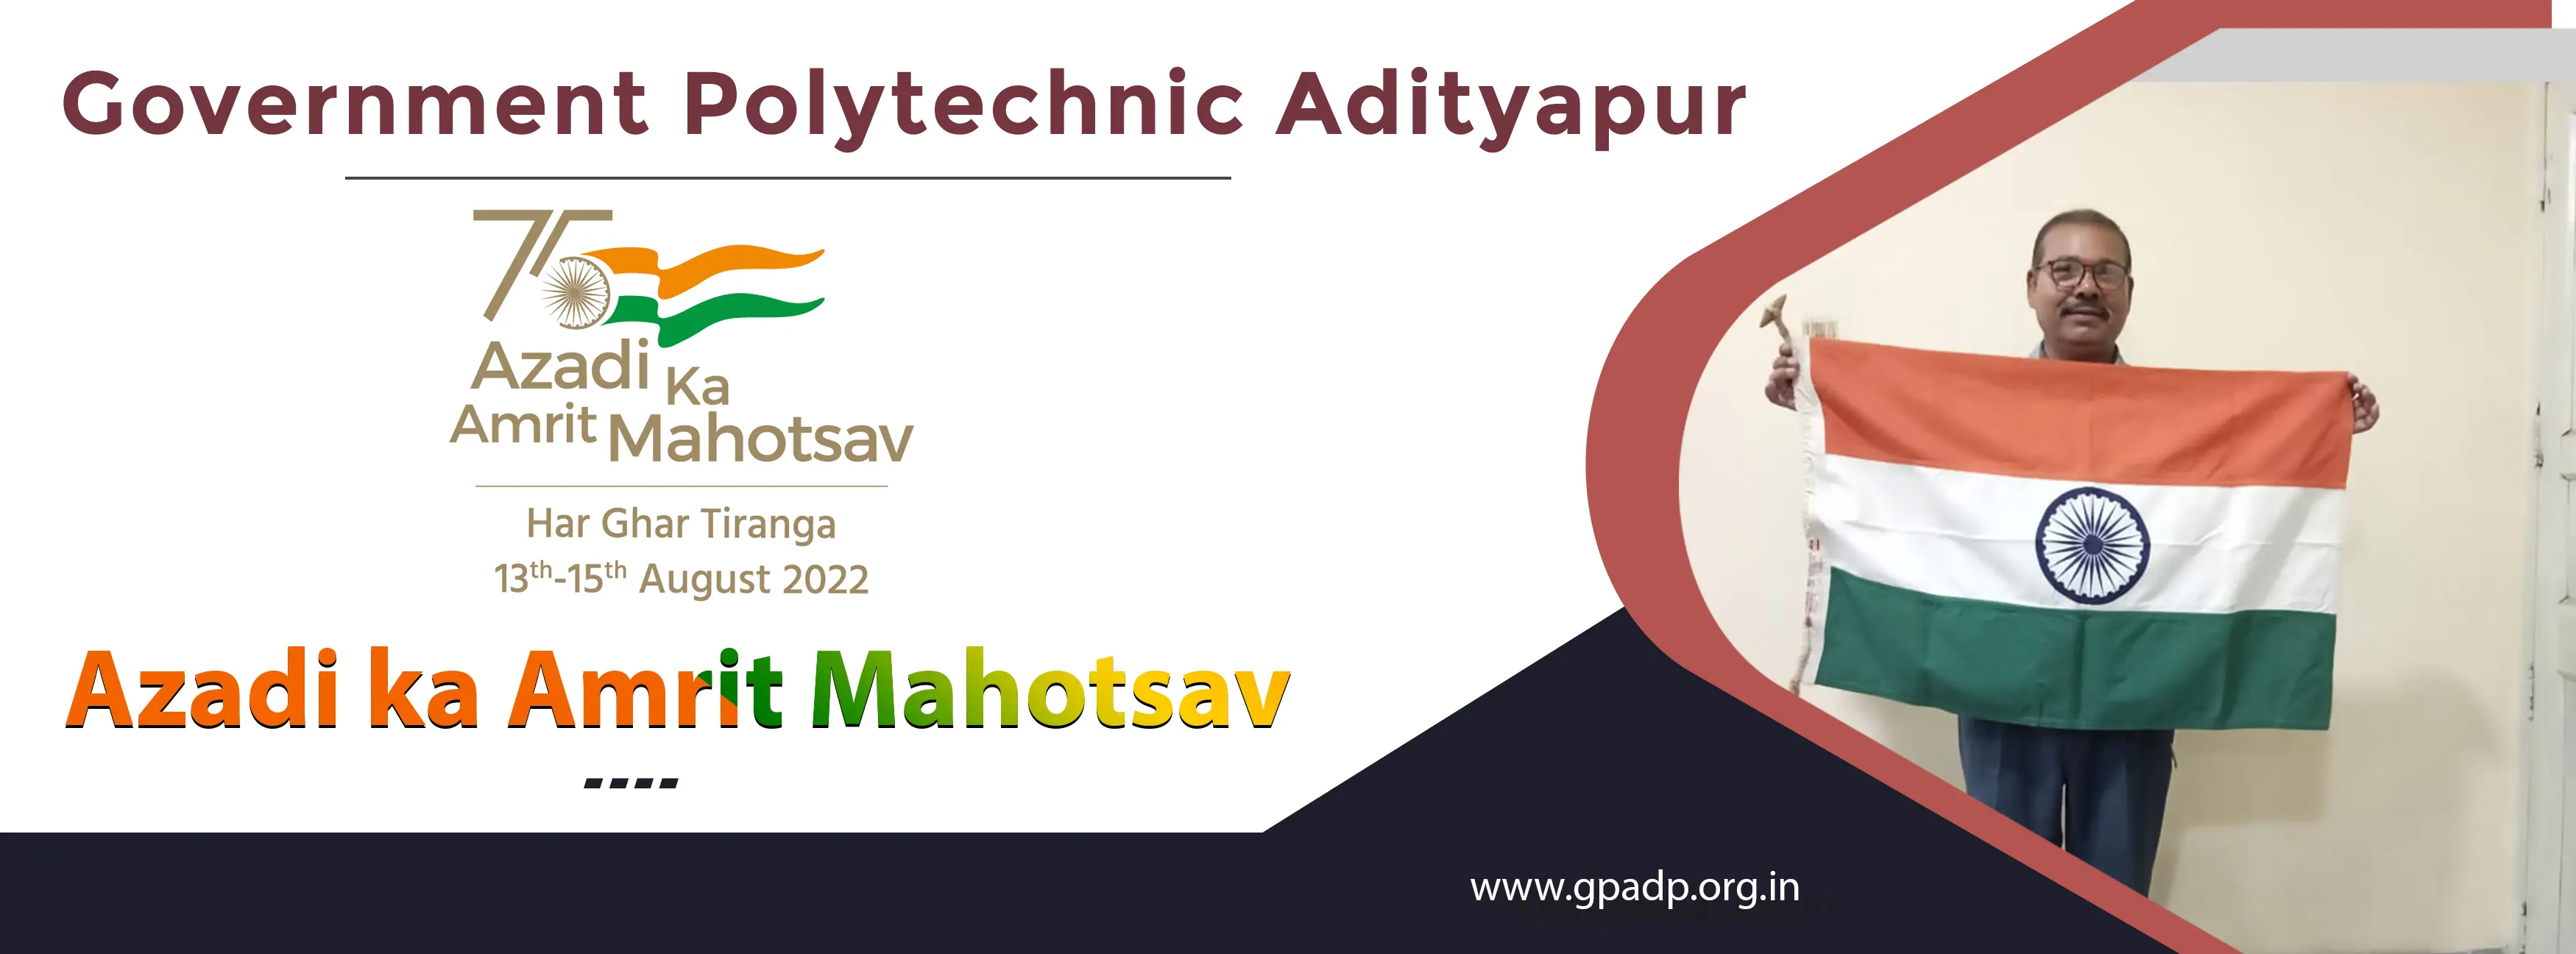 Government Polytechnic Adityapur
75
Azadi Ka
Amrit Mahotsav
Har Ghar Tiranga
13th-15th August 2022
Azadi ka Amrit Mahotsav
www.gpadp.org.in